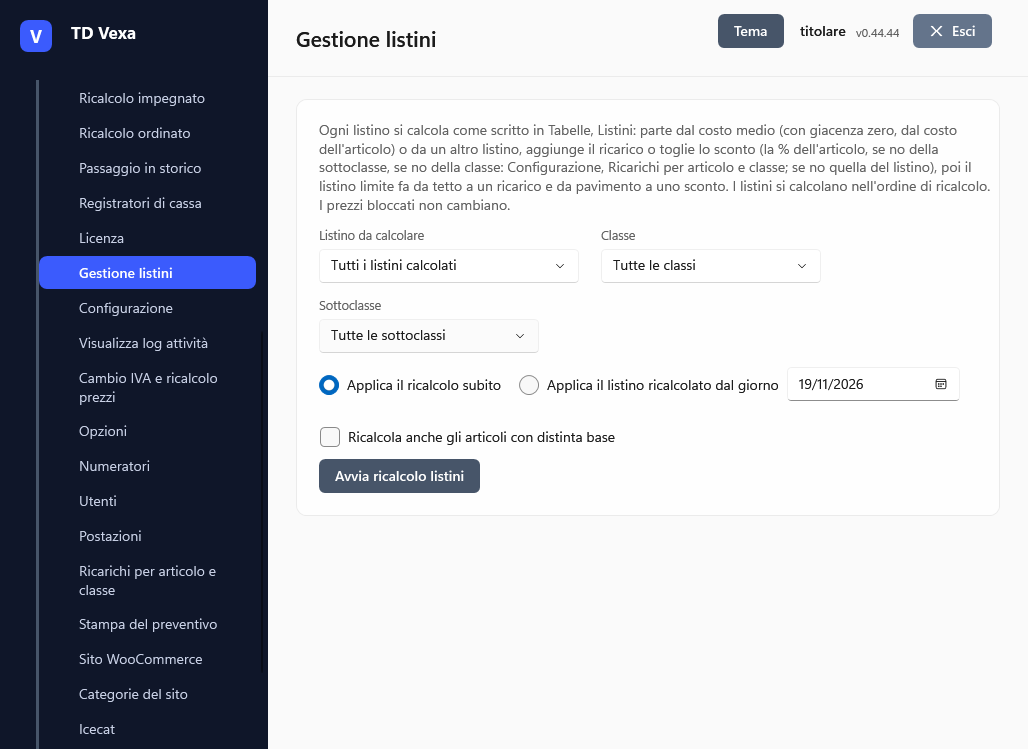 V
TD Vexa
Ricalcolo impegnato
Ricalcolo ordinato
Passaggio in storico
Registratori di cassa
Licenza
Gestione listini
Configurazione
Visualizza log attività
Cambio IVA e ricalcolo
prezzi
Opzioni
Numeratori
Utenti
Postazioni
Ricarichi per articolo e
classe
Stampa del preventivo
Sito WooCommerce
Categorie del sito
Icecat
Gestione listini
Tema
titolare
v0.44.44
Esci
Ogni listino si calcola come scritto in Tabelle, Listini: parte dal costo medio (con giacenza zero, dal costo
dell'articolo) o da un altro listino, aggiunge il ricarico o toglie lo sconto (la % dell'articolo, se no della
sottoclasse, se no della classe: Configurazione, Ricarichi per articolo e classe; se no quella del listino), poi il
listino limite fa da tetto a un ricarico e da pavimento a uno sconto. I listini si calcolano nell'ordine di ricalcolo.
I prezzi bloccati non cambiano.
Listino da calcolare
Classe
Tutti i listini calcolati
Tutte le classi
Sottoclasse
Tutte le sottoclassi
Applica il ricalcolo subito
Applica il listino ricalcolato dal giorno
19/11/2026
Ricalcola anche gli articoli con distinta base
Avvia ricalcolo listini